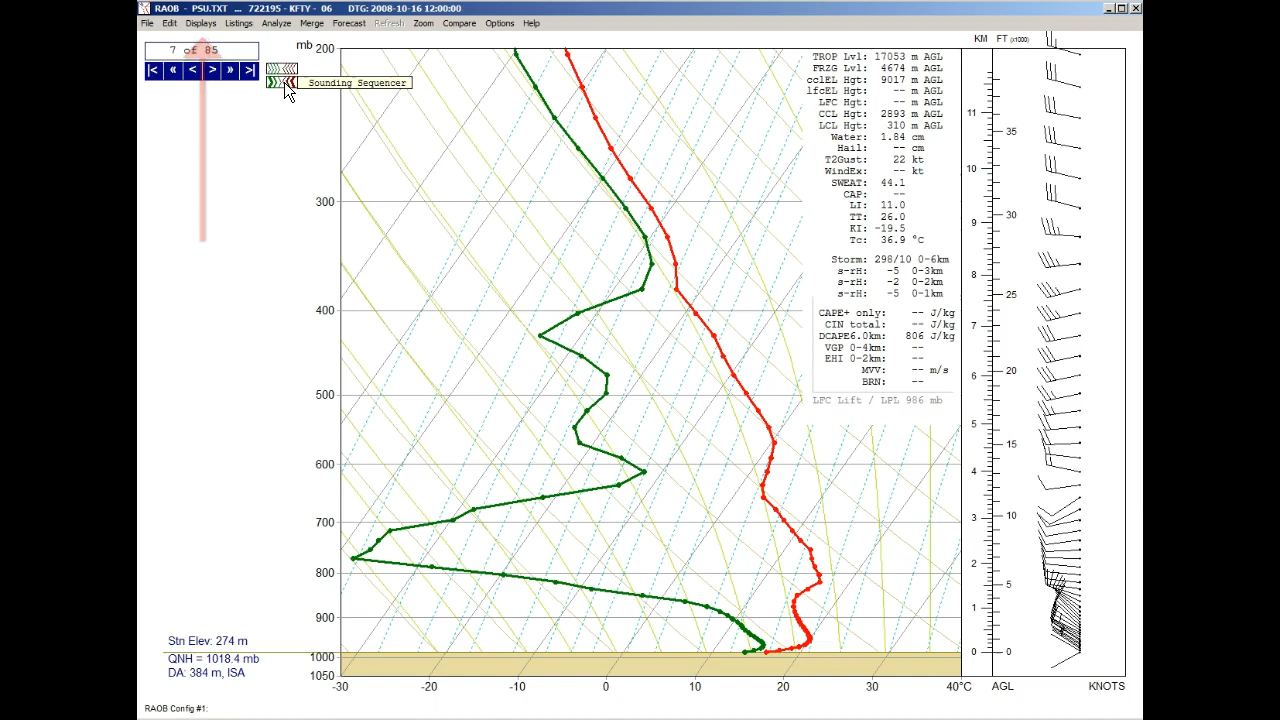 RAOB - PSU.TXT ... 722195 - KFTY - 06 DTG: 2008-10-16 12:00:00
File Edit Displays Listings Analyze Merge Forecast Refresh Zoom Compare Options Help
7 of 85
|< « < > » >|
Sounding Sequencer
mb
200
300
400
500
600
700
800
900
1000
1050
-30 -20 -10 0 10 20 30 40°C
TROP Lvl: 17053 m AGL
FRZG Lvl: 4674 m AGL
cclEL Hgt: 9017 m AGL
lfcEL Hgt: -- m AGL
LFC Hgt: -- m AGL
CCL Hgt: 2893 m AGL
LCL Hgt: 310 m AGL
Water: 1.84 cm
Hail: -- cm
T2Gust: 22 kt
WindEx: -- kt
SWEAT: 44.1
CAP: --
LI: 11.0
TT: 26.0
KI: -19.5
Tc: 36.9 °C
Storm: 298/10 0-6km
s-rH: -5 0-3km
s-rH: -2 0-2km
s-rH: -5 0-1km
CAPE+ only: -- J/kg
CIN total: -- J/kg
DCAPE6.0km: 806 J/kg
VGP 0-4km: --
EHI 0-2km: --
MVV: -- m/s
BRN: --
LFC Lift / LPL 986 mb
KM FT (x1000)
11
35
10
9
30
8
25
7
6
20
5
15
4
3
10
2
5
1
0 0
AGL KNOTS
Stn Elev: 274 m
QNH = 1018.4 mb
DA: 384 m, ISA
RAOB Config #1: